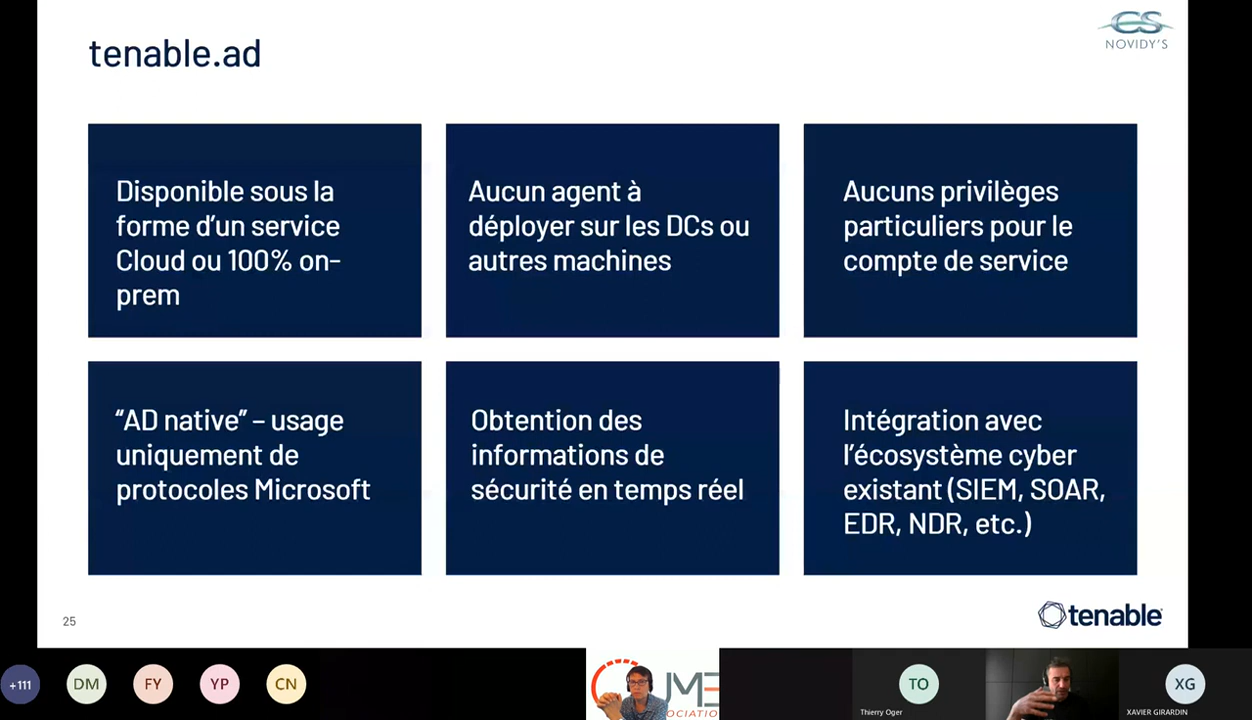 tenable.ad
CS
NOVIDY'S
Disponible sous la
forme d'un service
Cloud ou 100% on-
prem
Aucun agent à
déployer sur les DCs ou
autres machines
Aucuns privilèges
particuliers pour le
compte de service
“AD native” – usage
uniquement de
protocoles Microsoft
Obtention des
informations de
sécurité en temps réel
Intégration avec
l'écosystème cyber
existant (SIEM, SOAR,
EDR, NDR, etc.)
25
tenable
+111
DM
FY
YP
CN
TO
Thierry Oger
XG
XAVIER GIRARDIN